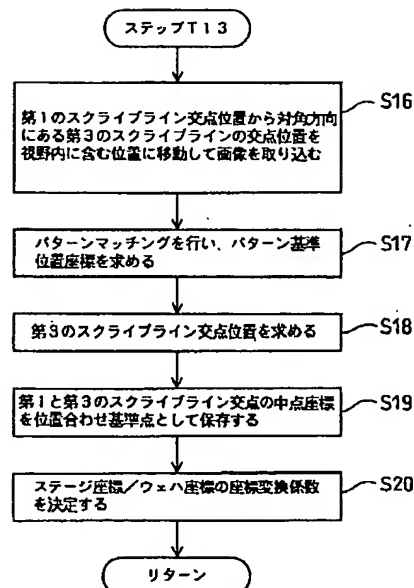 ステップT13
第1のスクライブライン交点位置から対角方向
にある第3のスクライブラインの交点位置を
視野内に含む位置に移動して画像を取り込む
S16
パターンマッチングを行い、パターン基準
位置座標を求める
S17
第3のスクライブライン交点位置を求める
S18
第1と第3のスクライブライン交点の中点座標
を位置合わせ基準点として保存する
S19
ステージ座標/ウェハ座標の座標変換係数
を決定する
S20
リターン